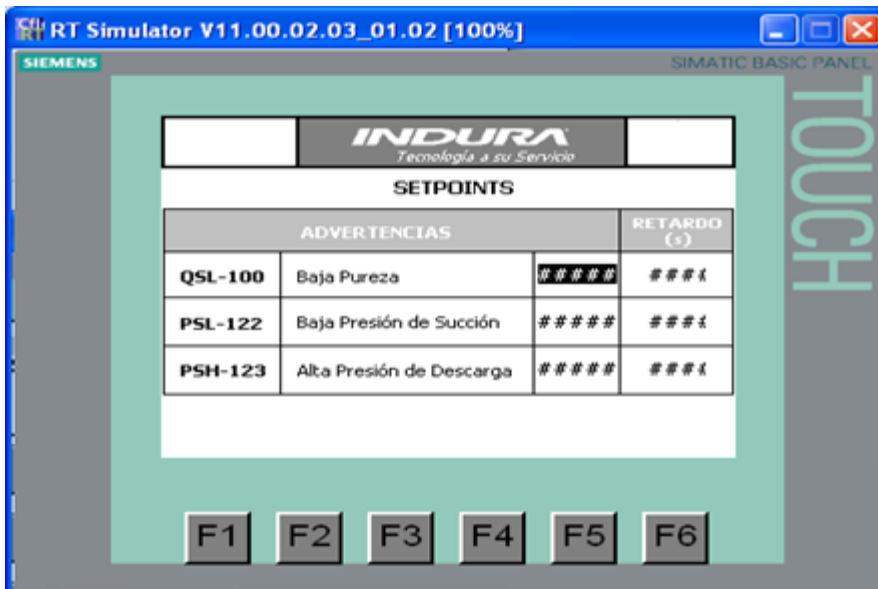 RT Simulator V11.00.02.03_01.02 [100%]
SIEMENS
SIMATIC BASIC PANEL
TOUCH
INDURA
Tecnología a su Servicio
SETPOINTS
ADVERTENCIAS RETARDO (s)
QSL-100 Baja Pureza ##### ###
PSL-122 Baja Presión de Succión ##### ###
PSH-123 Alta Presión de Descarga ##### ###
F1 F2 F3 F4 F5 F6